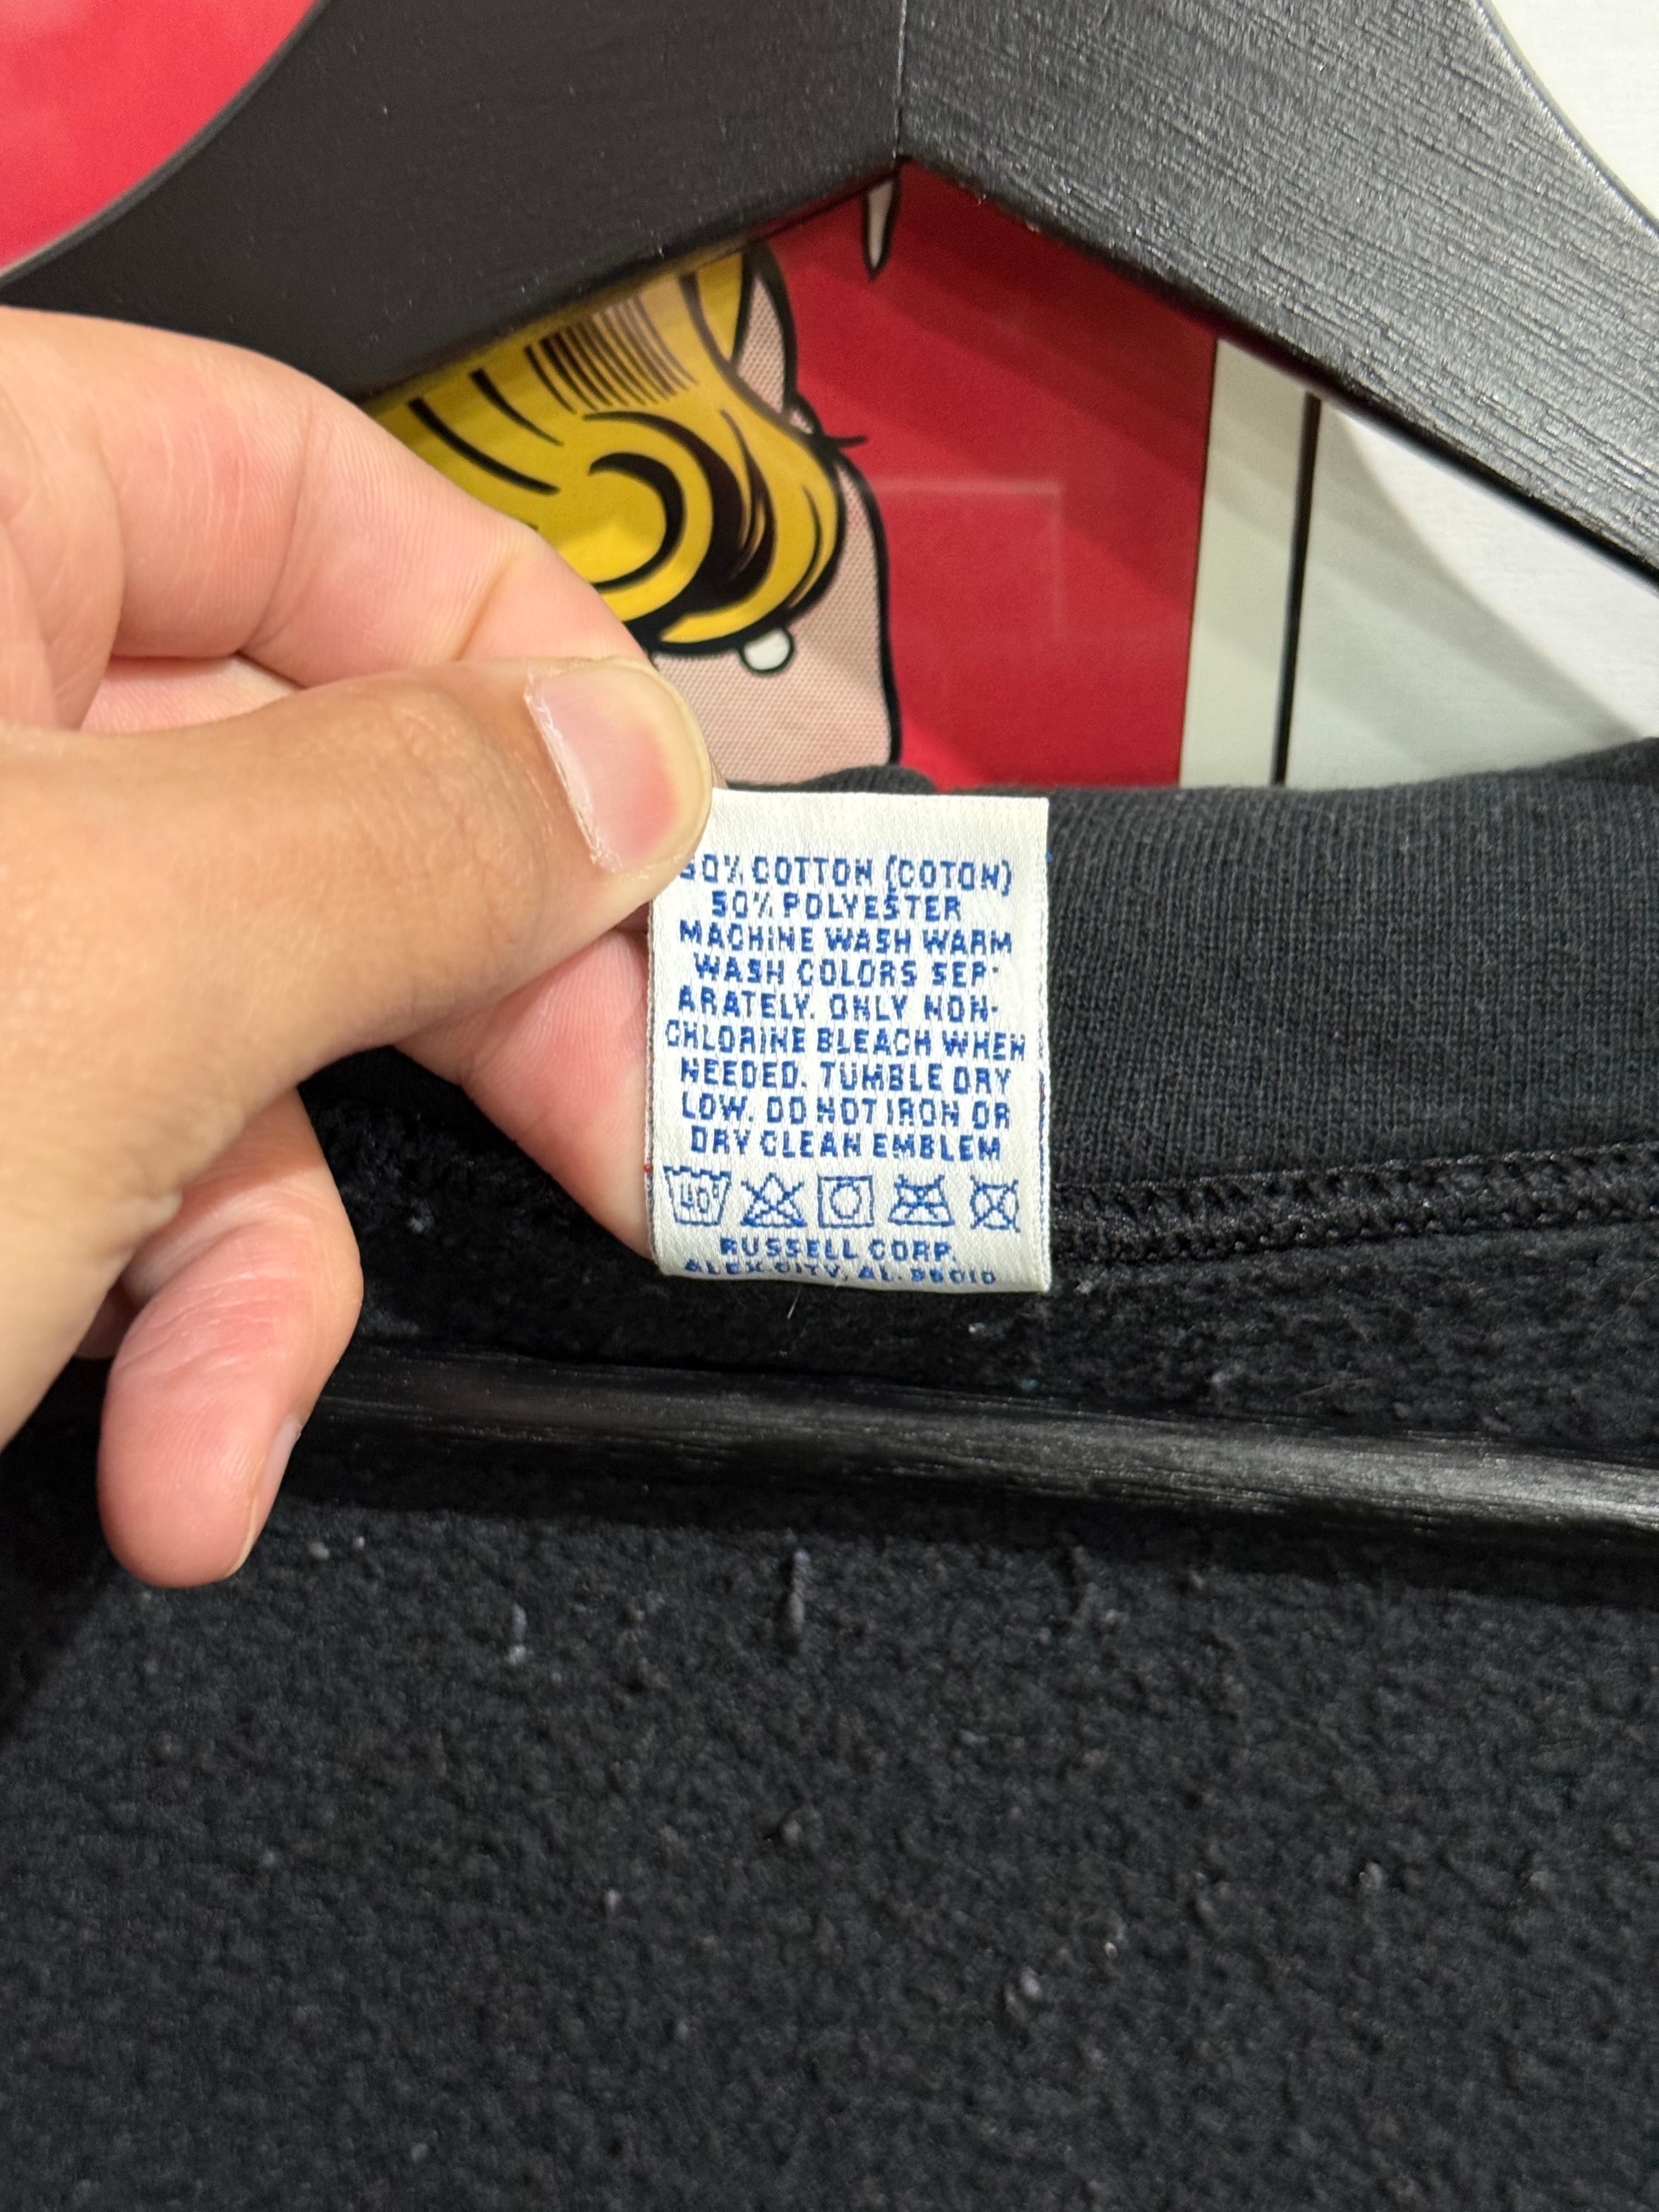 50% COTTON (COTON)
50% POLYESTER
MACHINE WASH WARM
WASH COLORS SEP-
ARATELY. ONLY NON-
CHLORINE BLEACH WHEN
NEEDED. TUMBLE DRY
LOW. DO NOT IRON OR
DRY CLEAN EMBLEM
40°
RUSSELL CORP.
ALEX CITY, AL. 35010